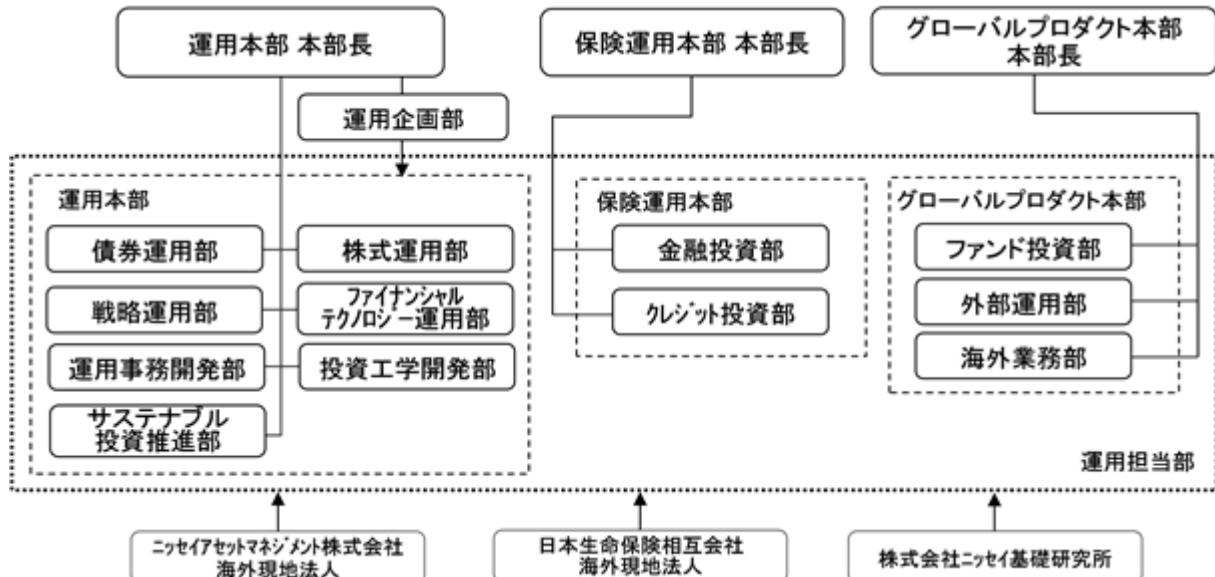 運用本部 本部長
保険運用本部 本部長
グローバルプロダクト本部
本部長
運用企画部
運用本部
債券運用部
株式運用部
戦略運用部
ファイナンシャル
テクノロジー運用部
運用事務開発部
投資工学開発部
サステナブル
投資推進部
保険運用本部
金融投資部
クレジット投資部
グローバルプロダクト本部
ファンド投資部
外部運用部
海外業務部
運用担当部
ニッセイアセットマネジメント株式会社
海外現地法人
日本生命保険相互会社
海外現地法人
株式会社ニッセイ基礎研究所